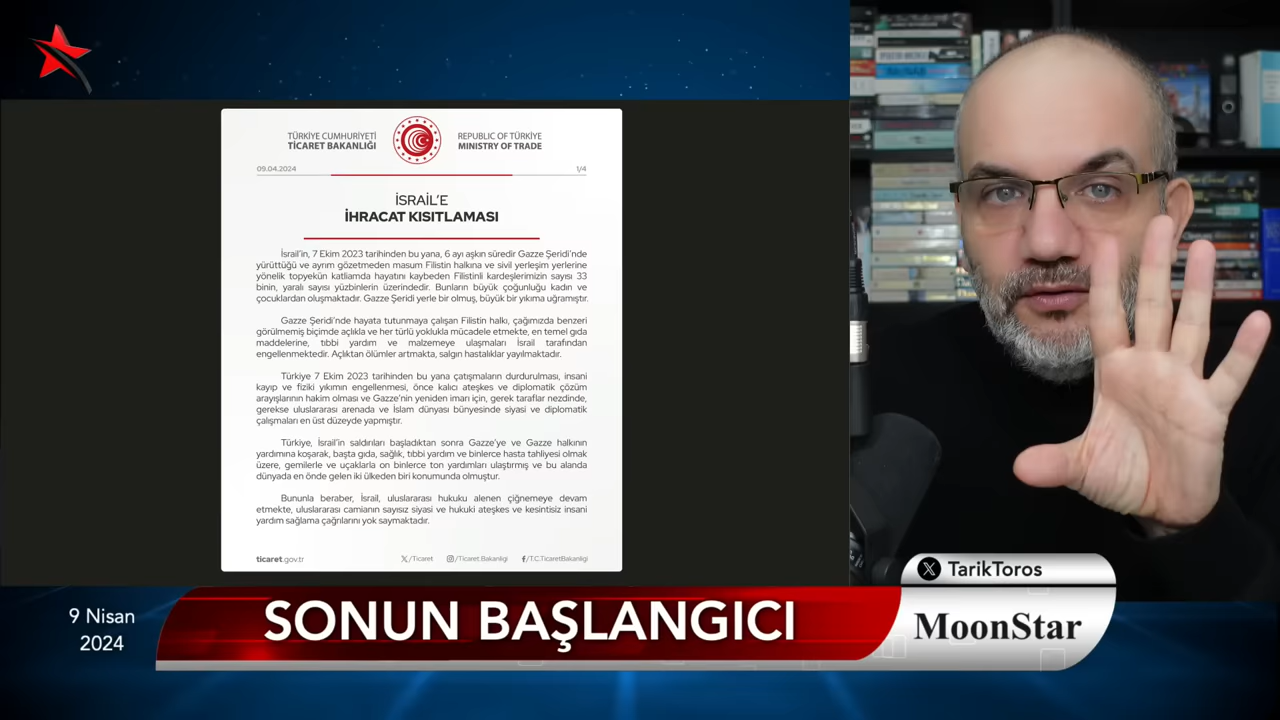 TÜRKİYE CUMHURİYETİ
TİCARET BAKANLIĞI
REPUBLIC OF TÜRKİYE
MINISTRY OF TRADE
09.04.2024
1/4
İSRAİL'E
İHRACAT KISITLAMASI
İsrail'in, 7 Ekim 2023 tarihinden bu yana, 6 ayı aşkın süredir Gazze Şeridi'nde
yürüttüğü ve ayrım gözetmeden masum Filistin halkına ve sivil yerleşim yerlerine
yönelik topyekün katliamda hayatını kaybeden Filistinli kardeşlerimizin sayısı 33
binin, yaralı sayısı yüzbinlerin üzerindedir. Bunların büyük çoğunluğu kadın ve
çocuklardan oluşmaktadır. Gazze Şeridi yerle bir olmuş, büyük bir yıkıma uğramıştır.
Gazze Şeridi'nde hayata tutunmaya çalışan Filistin halkı, çağımızda benzeri
görülmemiş biçimde açlıkla ve her türlü yoklukla mücadele etmekte, en temel gıda
maddelerine, tıbbi yardım ve malzemeye ulaşmaları İsrail tarafından
engellenmektedir. Açlıktan ölümler artmakta, salgın hastalıklar yayılmaktadır.
Türkiye 7 Ekim 2023 tarihinden bu yana çatışmaların durdurulması, insani
kayıp ve fiziki yıkımın engellenmesi, önce kalıcı ateşkes ve diplomatik çözüm
arayışlarının hakim olması ve Gazze'nin yeniden imarı için, gerek taraflar nezdinde,
gerekse uluslararası arenada ve İslam dünyası bünyesinde siyasi ve diplomatik
çalışmaları en üst düzeyde yapmıştır.
Türkiye, İsrail'in saldırıları başladıktan sonra Gazze'ye ve Gazze halkının
yardımına koşarak, başta gıda, sağlık, tıbbi yardım ve binlerce hasta tahliyesi olmak
üzere, gemilerle ve uçaklarla on binlerce ton yardımları ulaştırmış ve bu alanda
dünyada en önde gelen iki ülkeden biri konumunda olmuştur.
Bununla beraber, İsrail, uluslararası hukuku alenen çiğnemeye devam
etmekte, uluslararası camianın sayısız siyasi ve hukuki ateşkes ve kesintisiz insani
yardım sağlama çağrılarını yok saymaktadır.
ticaret.gov.tr
/Ticaret
/Ticaret.Bakanligi
/T.C.TicaretBakanligi
TarikToros
9 Nisan
2024
SONUN BAŞLANGICI
MoonStar